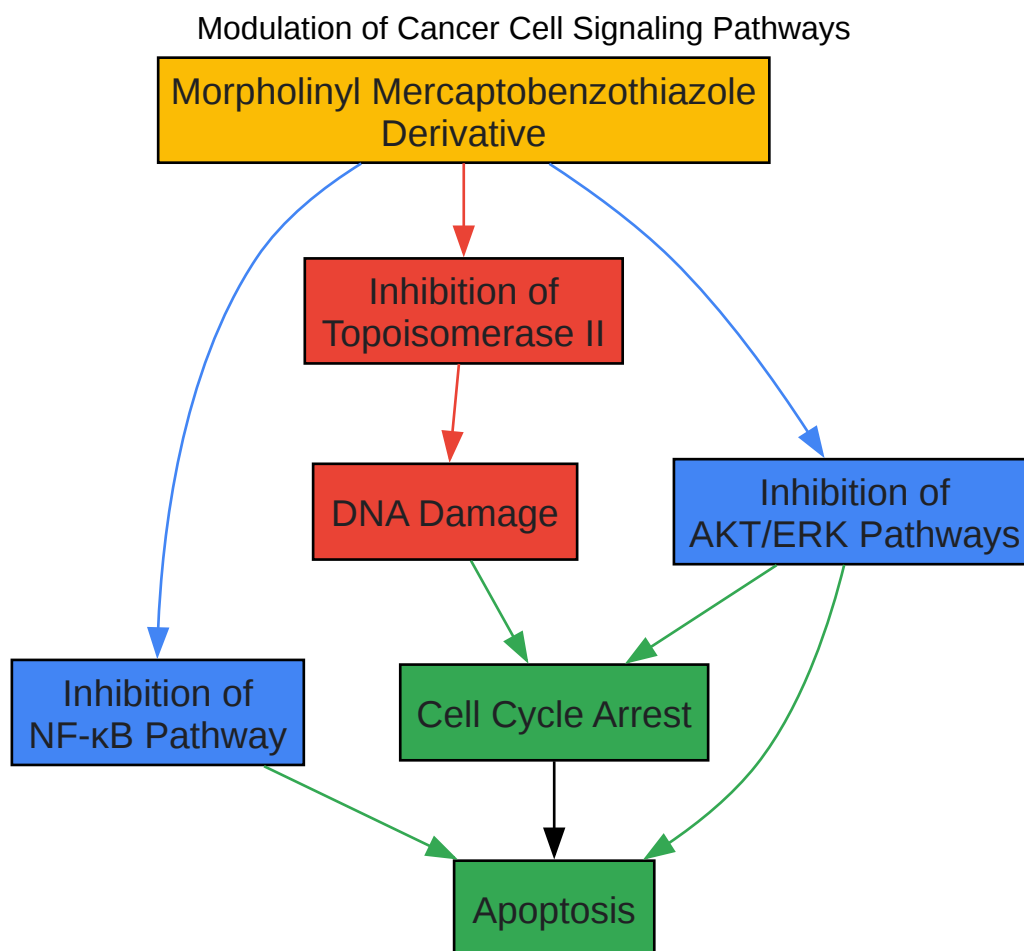 Modulation of Cancer Cell Signaling Pathways
Morpholinyl Mercaptobenzothiazole
Derivative
Inhibition of
Topoisomerase II
DNA Damage
Inhibition of
AKT/ERK Pathways
Inhibition of
NF-κB Pathway
Cell Cycle Arrest
Apoptosis